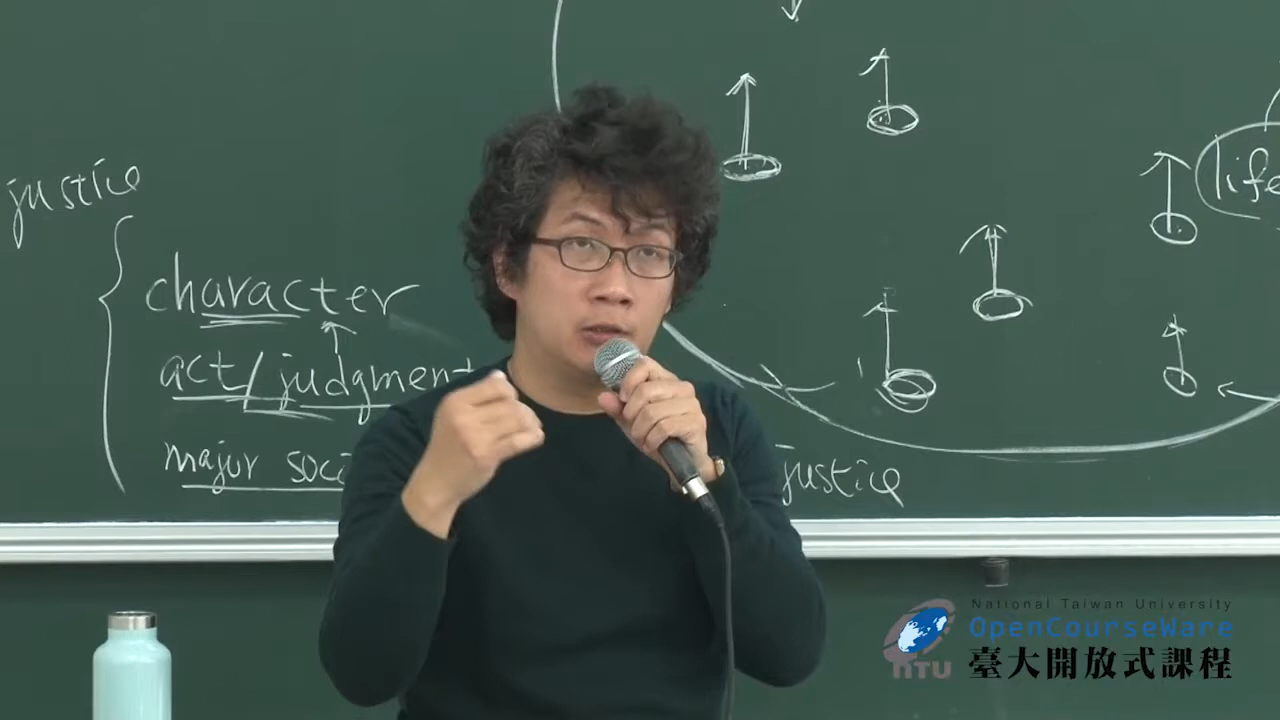 justice
character
act/judgment
major
justice
life
National Taiwan University
OpenCourseWare
NTU
臺大開放式課程